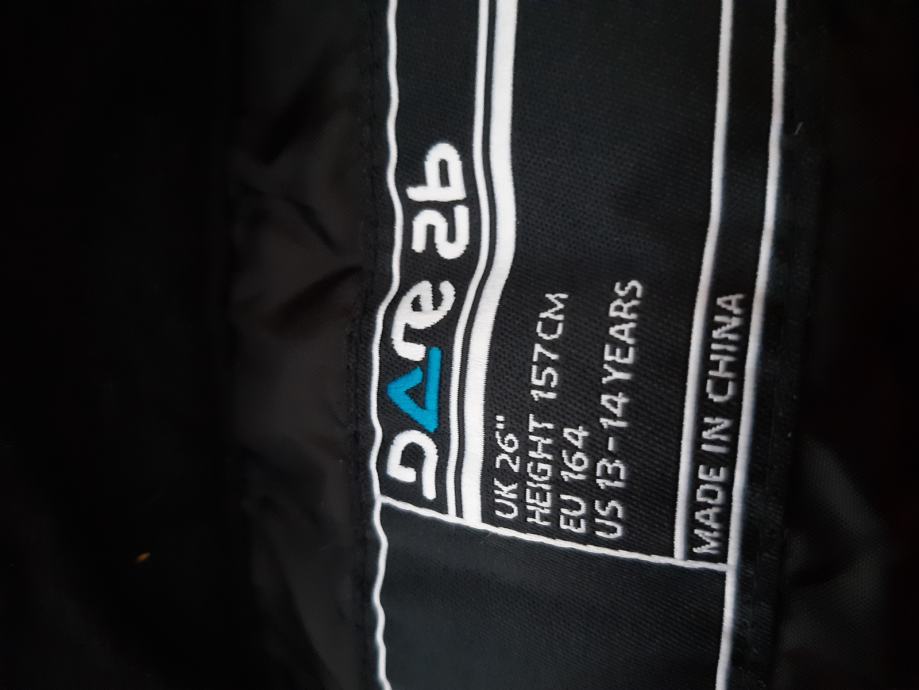 DAre 2b
UK 26"
HEIGHT 157CM
EU 164
US 13-14 YEARS
MADE IN CHINA